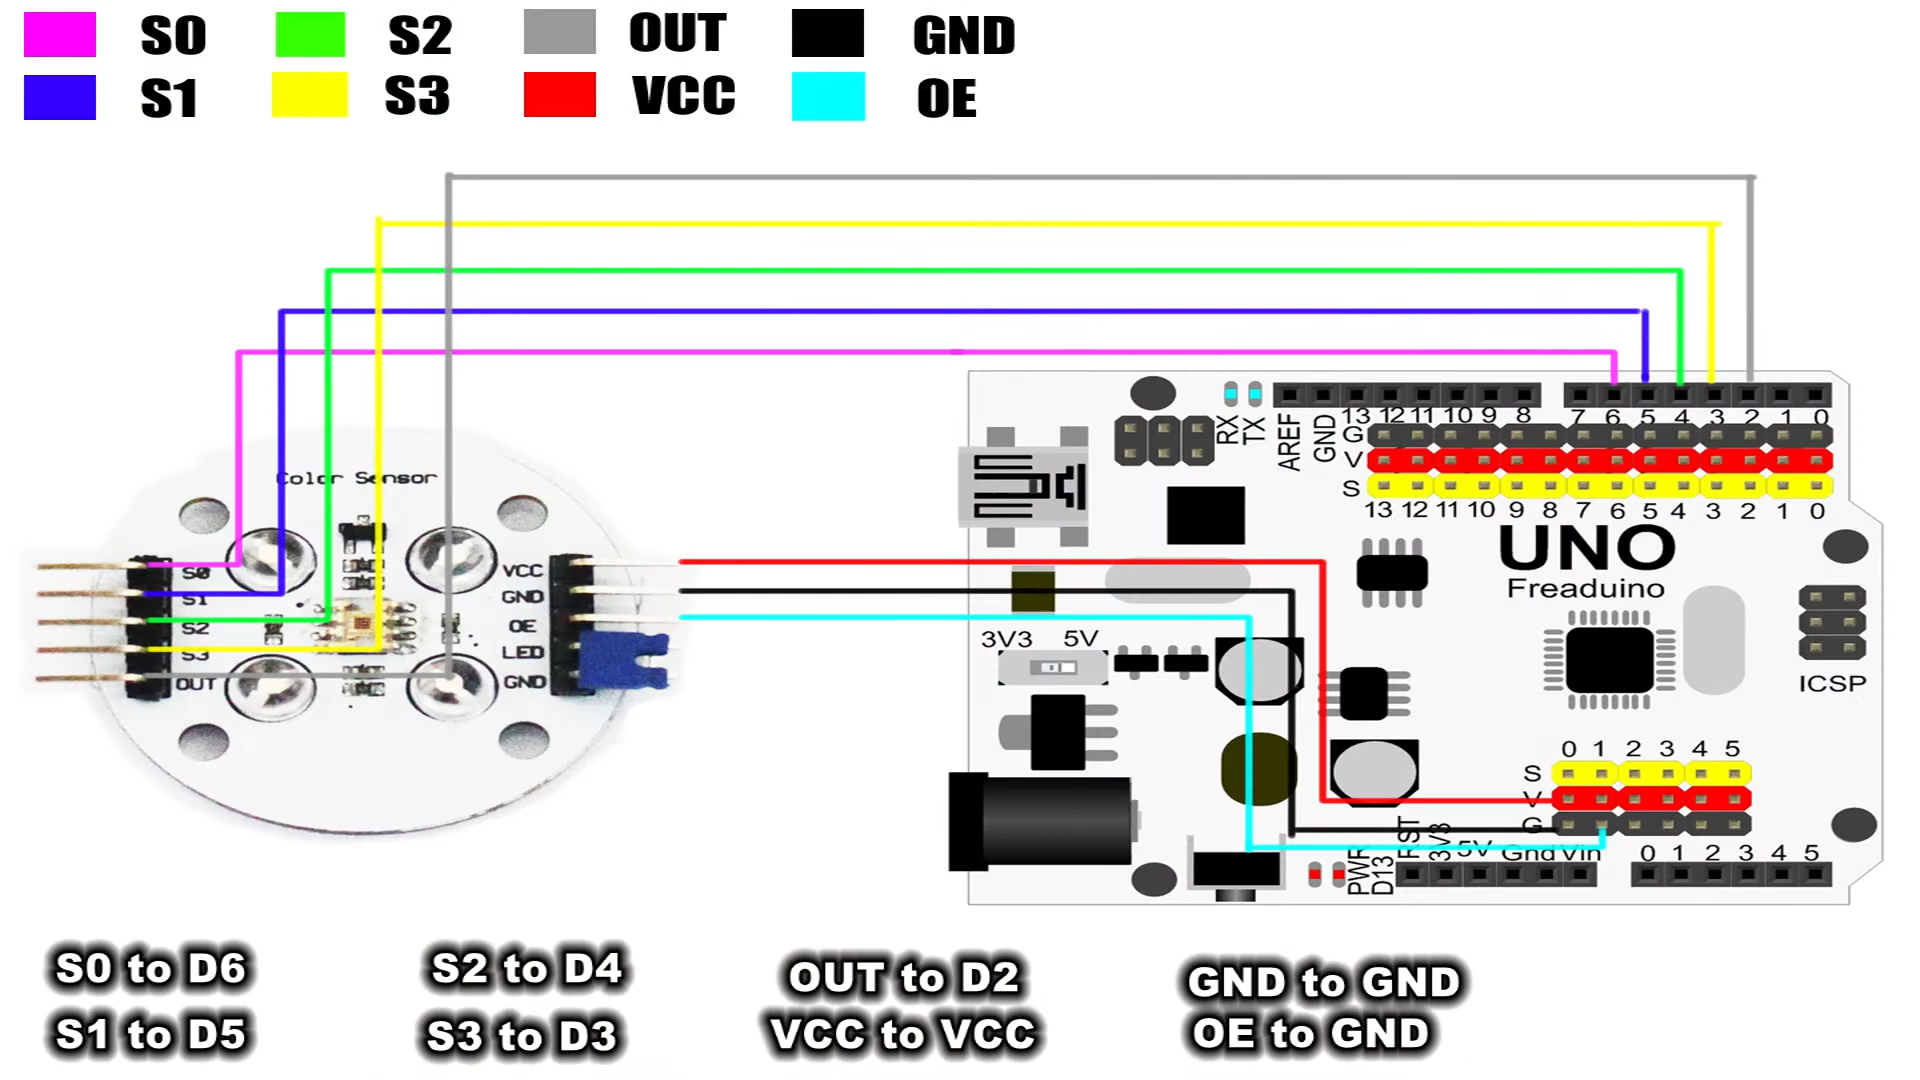 S0 S2 OUT GND
S1 S3 VCC OE
Color Sensor
S0
S1
S2
S3
OUT
VCC
GND
OE
LED
GND
RX
TX
AREF
GND
13 12 11 10 9 8 7 6 5 4 3 2 1 0
G
V
S
13 12 11 10 9 8 7 6 5 4 3 2 1 0
UNO
Freaduino
3V3 5V
ICSP
0 1 2 3 4 5
S
V
G
PWR
D13
RST
3V3
5V Gnd Vin 0 1 2 3 4 5
S0 to D6 S2 to D4 OUT to D2 GND to GND
S1 to D5 S3 to D3 VCC to VCC OE to GND